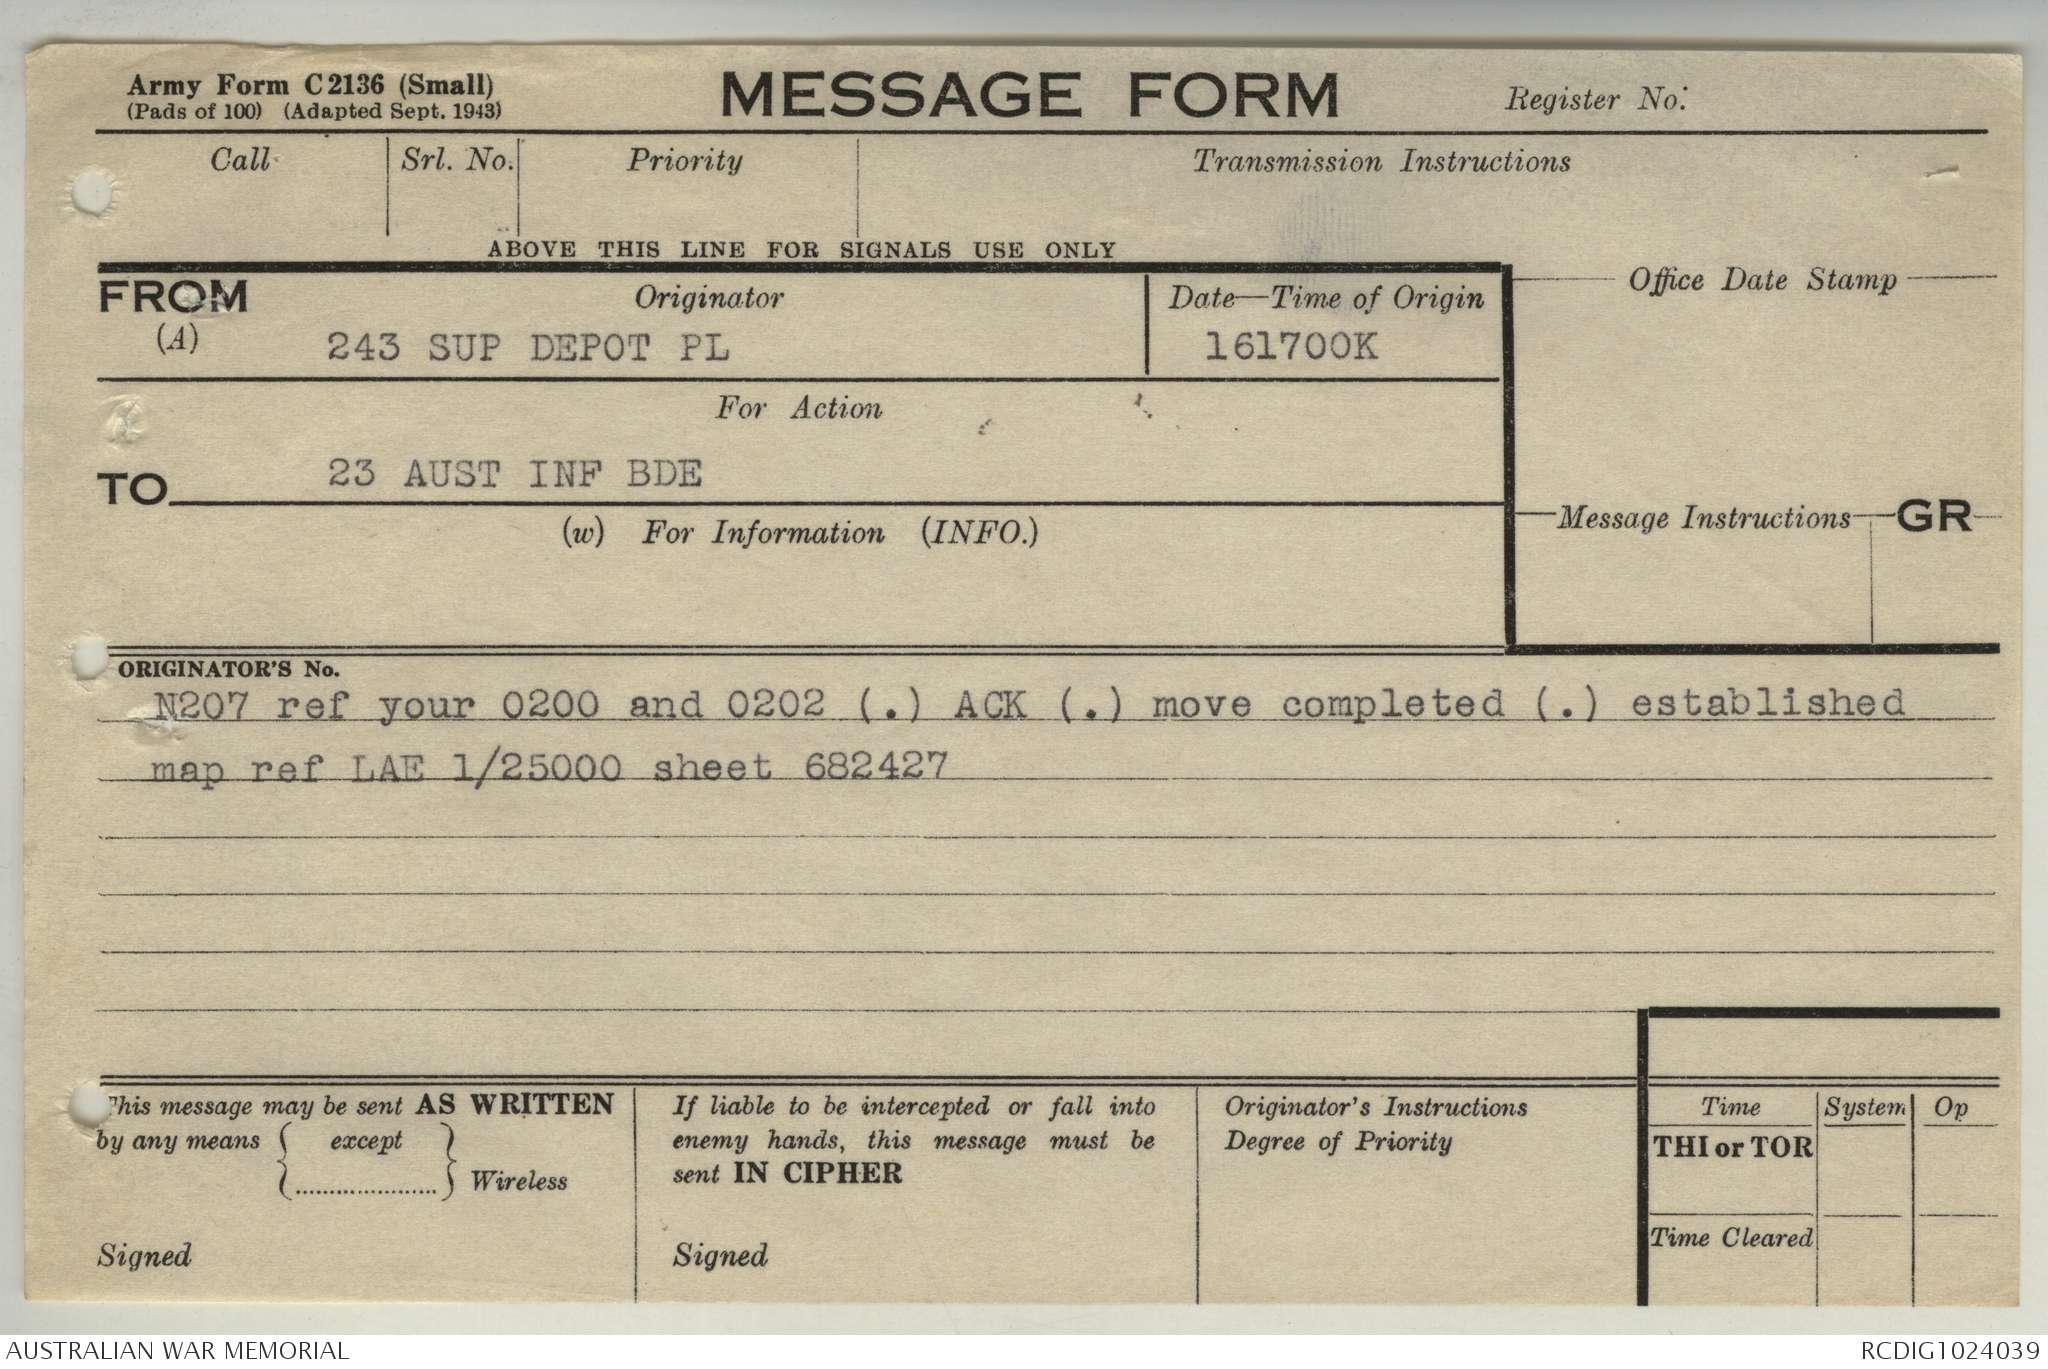 Army Form C2136 (Small)
(Pads of 100) (Adapted Sept. 1943)
MESSAGE FORM
Register No.
Call
Srl. No.
Priority
Transmission Instructions
ABOVE THIS LINE FOR SIGNALS USE ONLY
FROM
(A)
Originator
243 SUP DEPOT PL
Date—Time of Origin
161700K
Office Date Stamp
For Action
TO
23 AUST INF BDE
(w) For Information (INFO.)
Message Instructions
GR
ORIGINATOR'S No.
N207 ref your O200 and O202 (.) ACK (.) move completed (.) established
map ref LAE 1/25000 sheet 682427
This message may be sent AS WRITTEN
by any means { except }
{ ..................... } Wireless
Signed
If liable to be intercepted or fall into
enemy hands, this message must be
sent IN CIPHER
Signed
Originator's Instructions
Degree of Priority
Time
System
Op
THI or TOR
Time Cleared
AUSTRALIAN WAR MEMORIAL
RCDIG1024039